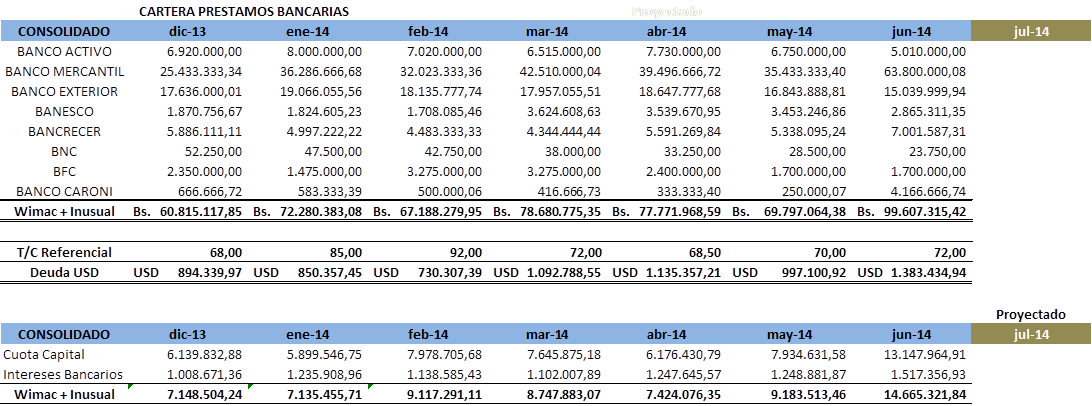 CARTERA PRESTAMOS BANCARIAS Proyectado
CONSOLIDADO dic-13 ene-14 feb-14 mar-14 abr-14 may-14 jun-14 jul-14
BANCO ACTIVO 6.920.000,00 8.000.000,00 7.020.000,00 6.515.000,00 7.730.000,00 6.750.000,00 5.010.000,00
BANCO MERCANTIL 25.433.333,34 36.286.666,68 32.023.333,36 42.510.000,04 39.496.666,72 35.433.333,40 63.800.000,08
BANCO EXTERIOR 17.636.000,01 19.066.055,56 18.135.777,74 17.957.055,51 18.647.777,68 16.843.888,81 15.039.999,94
BANESCO 1.870.756,67 1.824.605,23 1.708.085,46 3.624.608,63 3.539.670,95 3.453.246,86 2.865.311,35
BANCRECER 5.886.111,11 4.997.222,22 4.483.333,33 4.344.444,44 5.591.269,84 5.338.095,24 7.001.587,31
BNC 52.250,00 47.500,00 42.750,00 38.000,00 33.250,00 28.500,00 23.750,00
BFC 2.350.000,00 1.475.000,00 3.275.000,00 3.275.000,00 2.400.000,00 1.700.000,00 1.700.000,00
BANCO CARONI 666.666,72 583.333,39 500.000,06 416.666,73 333.333,40 250.000,07 4.166.666,74
Wimac + Inusual Bs. 60.815.117,85 Bs. 72.280.383,08 Bs. 67.188.279,95 Bs. 78.680.775,35 Bs. 77.771.968,59 Bs. 69.797.064,38 Bs. 99.607.315,42
T/C Referencial 68,00 85,00 92,00 72,00 68,50 70,00 72,00
Deuda USD USD 894.339,97 USD 850.357,45 USD 730.307,39 USD 1.092.788,55 USD 1.135.357,21 USD 997.100,92 USD 1.383.434,94
Proyectado
CONSOLIDADO dic-13 ene-14 feb-14 mar-14 abr-14 may-14 jun-14 jul-14
Cuota Capital 6.139.832,88 5.899.546,75 7.978.705,68 7.645.875,18 6.176.430,79 7.934.631,58 13.147.964,91
Intereses Bancarios 1.008.671,36 1.235.908,96 1.138.585,43 1.102.007,89 1.247.645,57 1.248.881,87 1.517.356,93
Wimac + Inusual 7.148.504,24 7.135.455,71 9.117.291,11 8.747.883,07 7.424.076,35 9.183.513,46 14.665.321,84